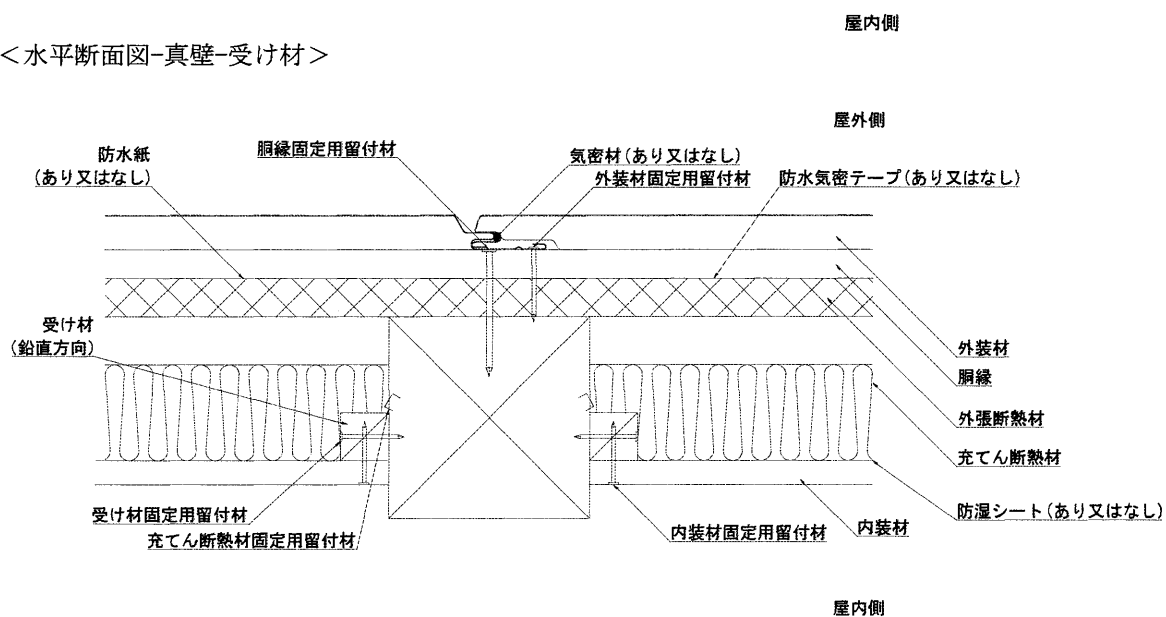 屋内側
<水平断面図-真壁-受け材>
屋外側
防水紙
(あり又はなし)
胴縁固定用留付材
気密材(あり又はなし)
外装材固定用留付材
防水気密テープ(あり又はなし)
受け材
(鉛直方向)
外装材
胴縁
外張断熱材
充てん断熱材
防湿シート(あり又はなし)
受け材固定用留付材
充てん断熱材固定用留付材
内装材固定用留付材
内装材
屋内側